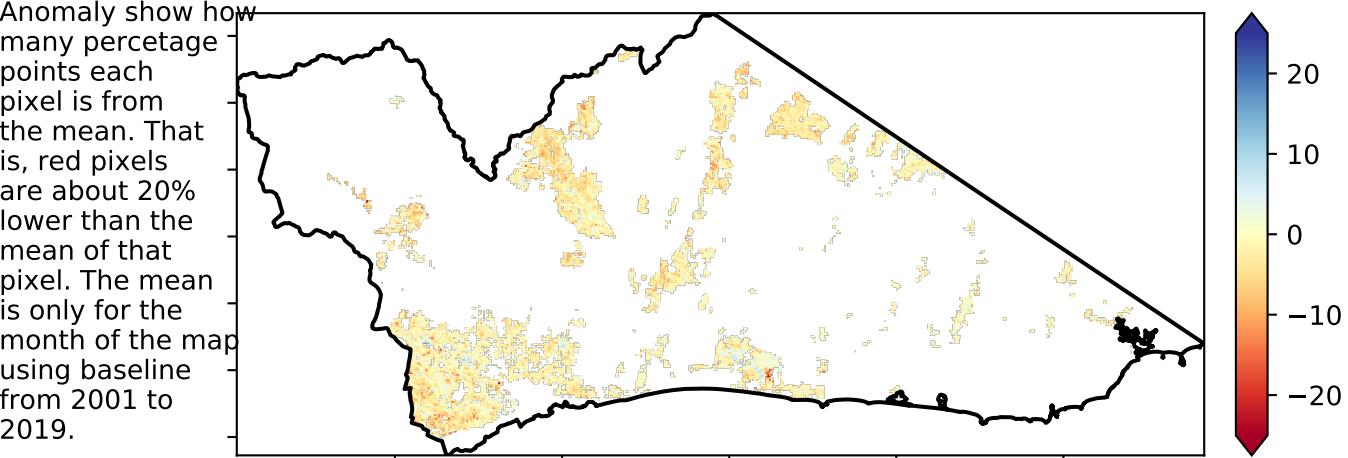 Anomaly show how
many percetage
points each
pixel is from
the mean. That
is, red pixels
are about 20%
lower than the
mean of that
pixel. The mean
is only for the
month of the map
using baseline
from 2001 to
2019.
20
10
0
−10
−20